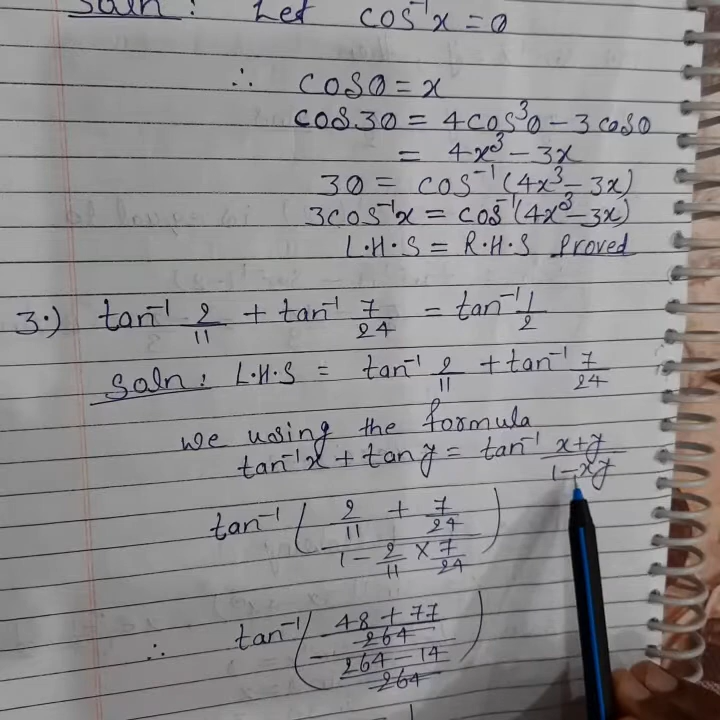 Soln: Let cos⁻¹x = θ
∴ cosθ = x
cos3θ = 4cos³θ - 3cosθ
= 4x³ - 3x
3θ = cos⁻¹(4x³ - 3x)
3cos⁻¹x = cos⁻¹(4x³ - 3x)
L.H.S = R.H.S Proved
3.) tan⁻¹ 2/11 + tan⁻¹ 7/24 = tan⁻¹ 1/2
Soln: L.H.S = tan⁻¹ 2/11 + tan⁻¹ 7/24
we using the formula
tan⁻¹x + tan y = tan⁻¹ x+y/1-xy
tan⁻¹ ( 2/11 + 7/24 / 1 - 2/11 × 7/24 )
∴ tan⁻¹ ( 48+77/264 / 264-14/264 )